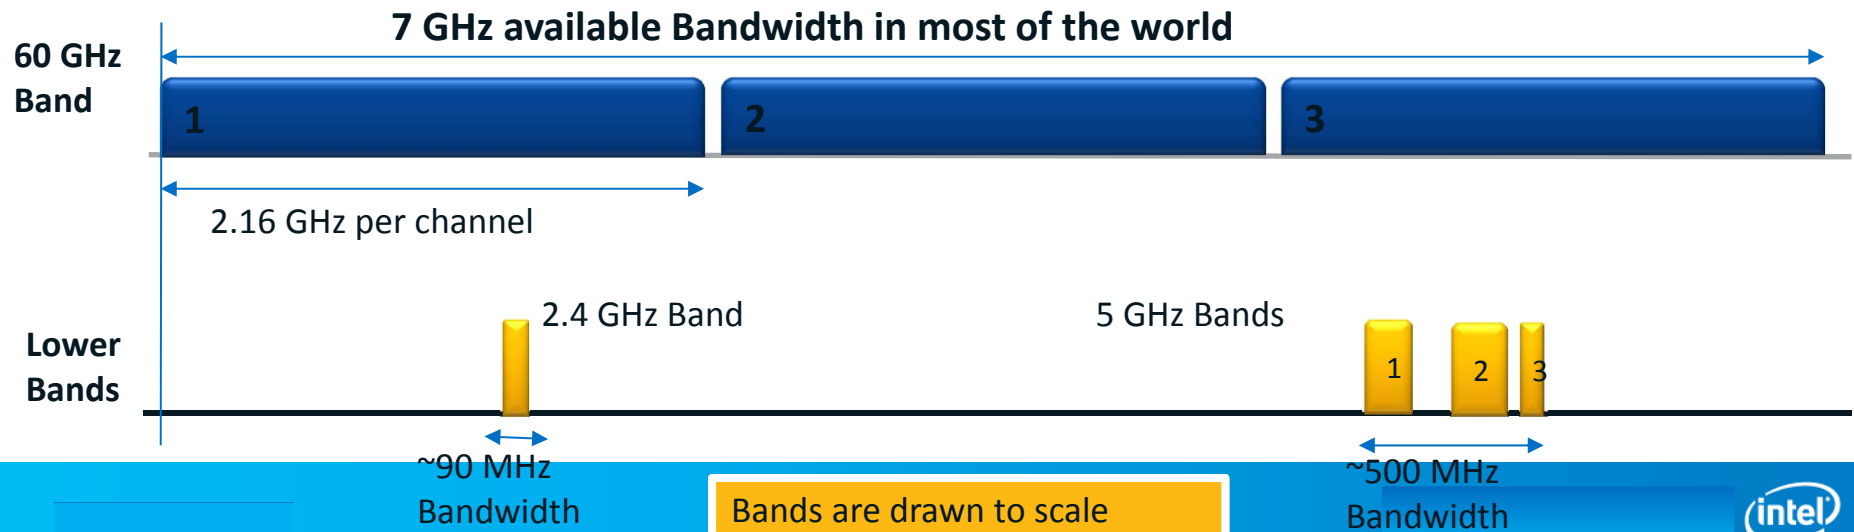 7 GHz available Bandwidth in most of the world
60 GHz
Band
1
2
3
2.16 GHz per channel
2.4 GHz Band
5 GHz Bands
Lower
Bands
1
2
3
~90 MHz
Bandwidth
~500 MHz
Bandwidth
Bands are drawn to scale
intel